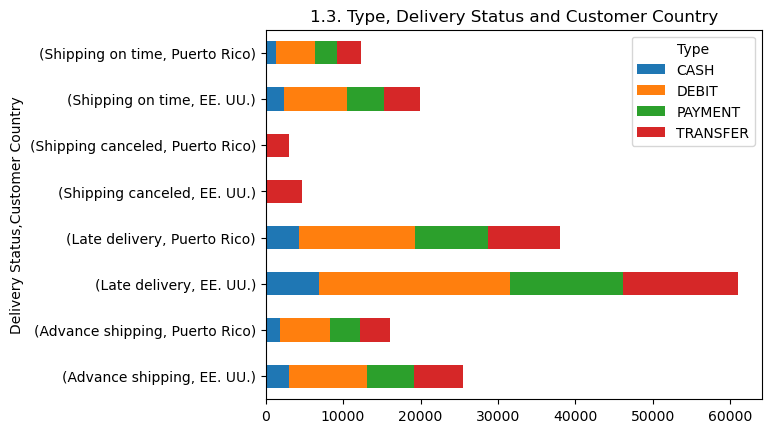 1.3. Type, Delivery Status and Customer Country
Delivery Status,Customer Country
(Shipping on time, Puerto Rico)
(Shipping on time, EE. UU.)
(Shipping canceled, Puerto Rico)
(Shipping canceled, EE. UU.)
(Late delivery, Puerto Rico)
(Late delivery, EE. UU.)
(Advance shipping, Puerto Rico)
(Advance shipping, EE. UU.)
Type
CASH
DEBIT
PAYMENT
TRANSFER
0 10000 20000 30000 40000 50000 60000